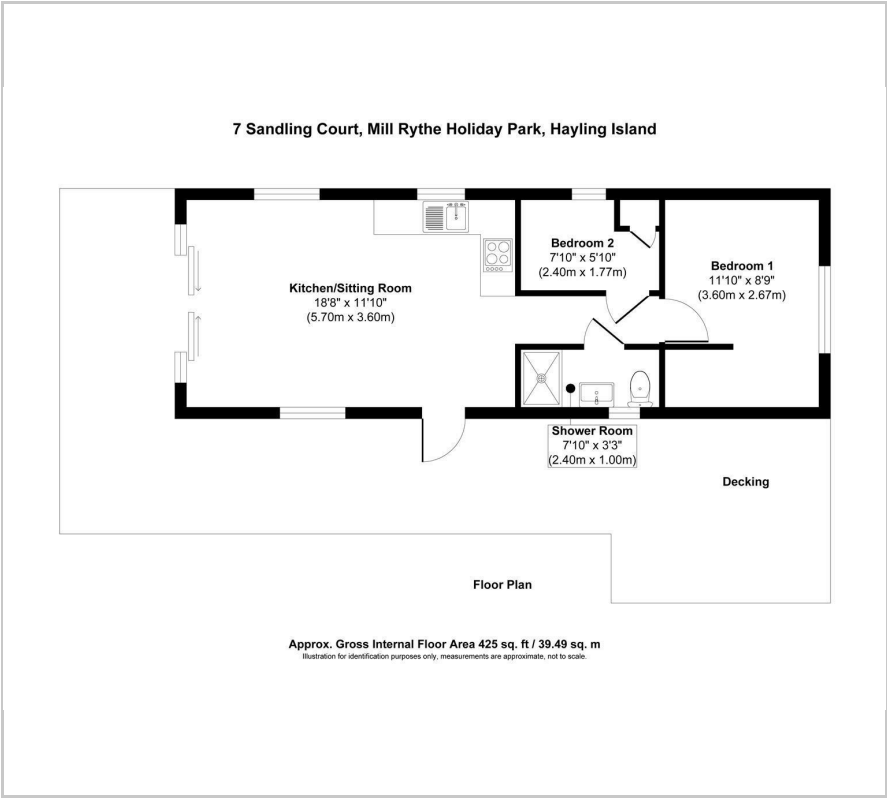 7 Sandling Court, Mill Rythe Holiday Park, Hayling Island
Kitchen/Sitting Room
18'8" x 11'10"
(5.70m x 3.60m)
Bedroom 2
7'10" x 5'10"
(2.40m x 1.77m)
Bedroom 1
11'10" x 8'9"
(3.60m x 2.67m)
Shower Room
7'10" x 3'3"
(2.40m x 1.00m)
Decking
Floor Plan
Approx. Gross Internal Floor Area 425 sq. ft / 39.49 sq. m
Illustration for identification purposes only, measurements are approximate, not to scale.